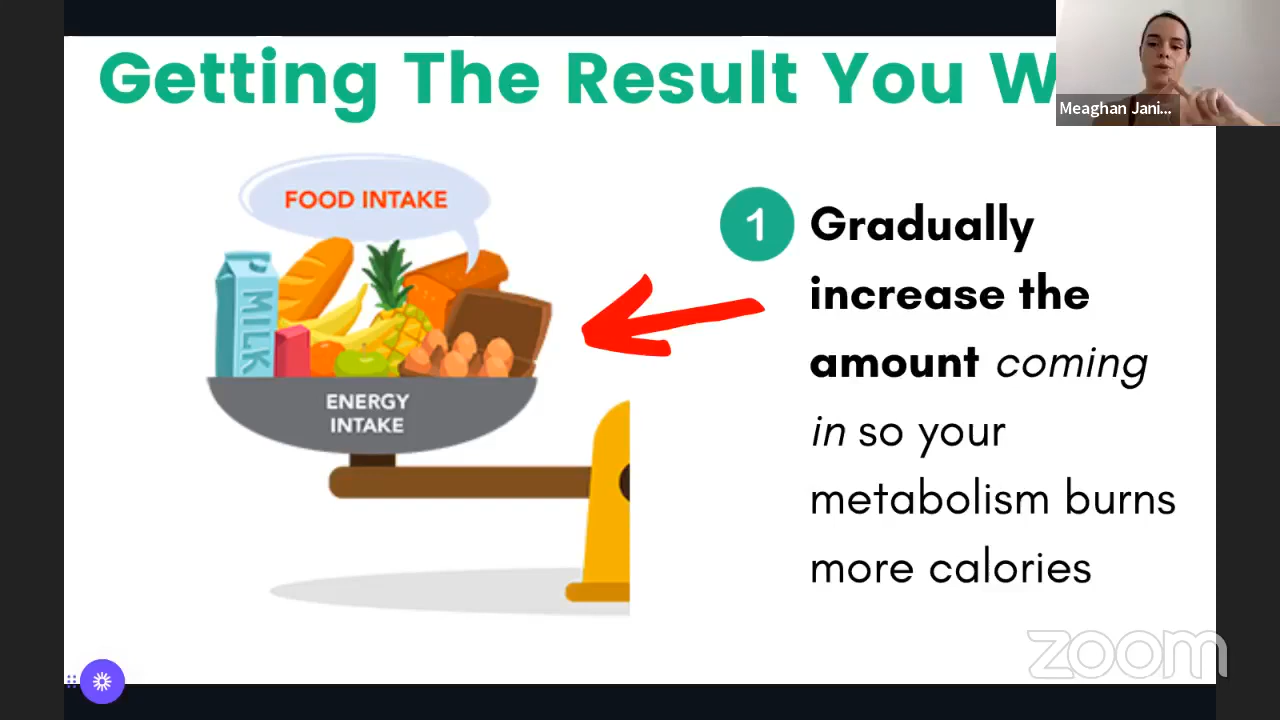 Getting The Result You W
Meaghan Jani...
FOOD INTAKE
MILK
ENERGY
INTAKE
1
Gradually
increase the
amount coming
in so your
metabolism burns
more calories
zoom